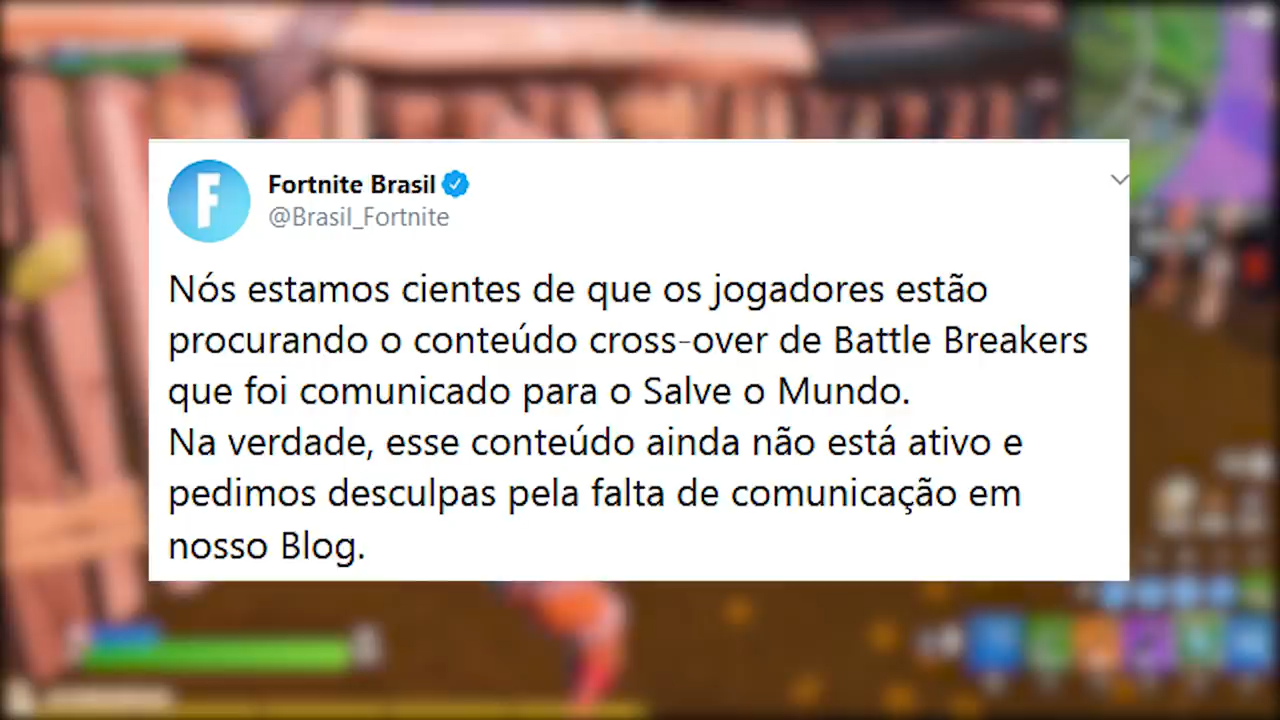 Fortnite Brasil
@Brasil_Fortnite
Nós estamos cientes de que os jogadores estão
procurando o conteúdo cross-over de Battle Breakers
que foi comunicado para o Salve o Mundo.
Na verdade, esse conteúdo ainda não está ativo e
pedimos desculpas pela falta de comunicação em
nosso Blog.